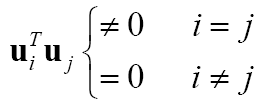 u_i^T u_j { ≠ 0   i = j
= 0   i ≠ j